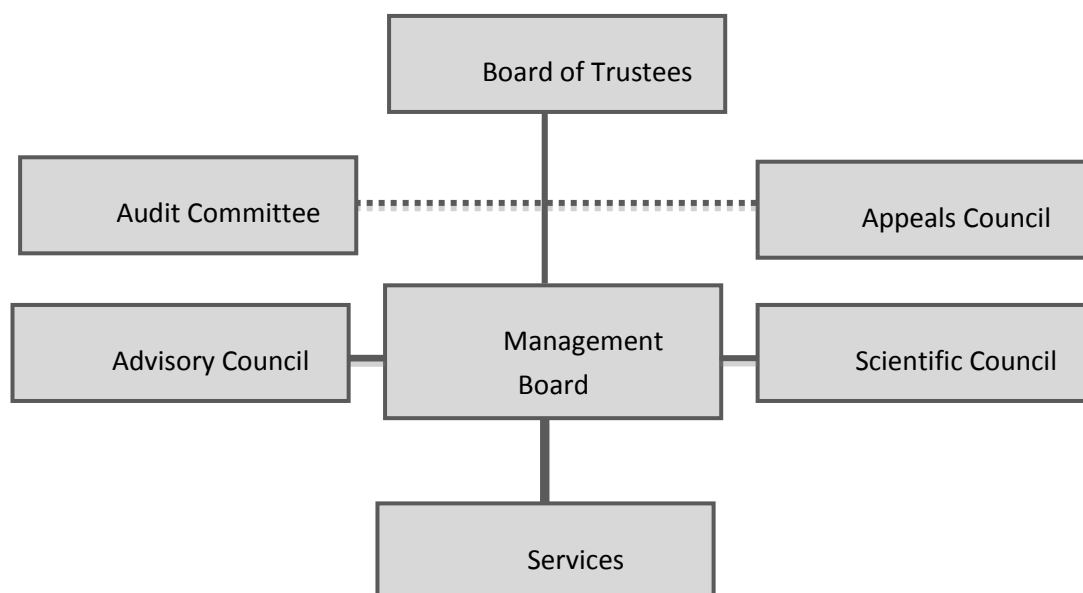 Board of Trustees
Audit Committee
Appeals Council
Advisory Council
Management
Board
Scientific Council
Services